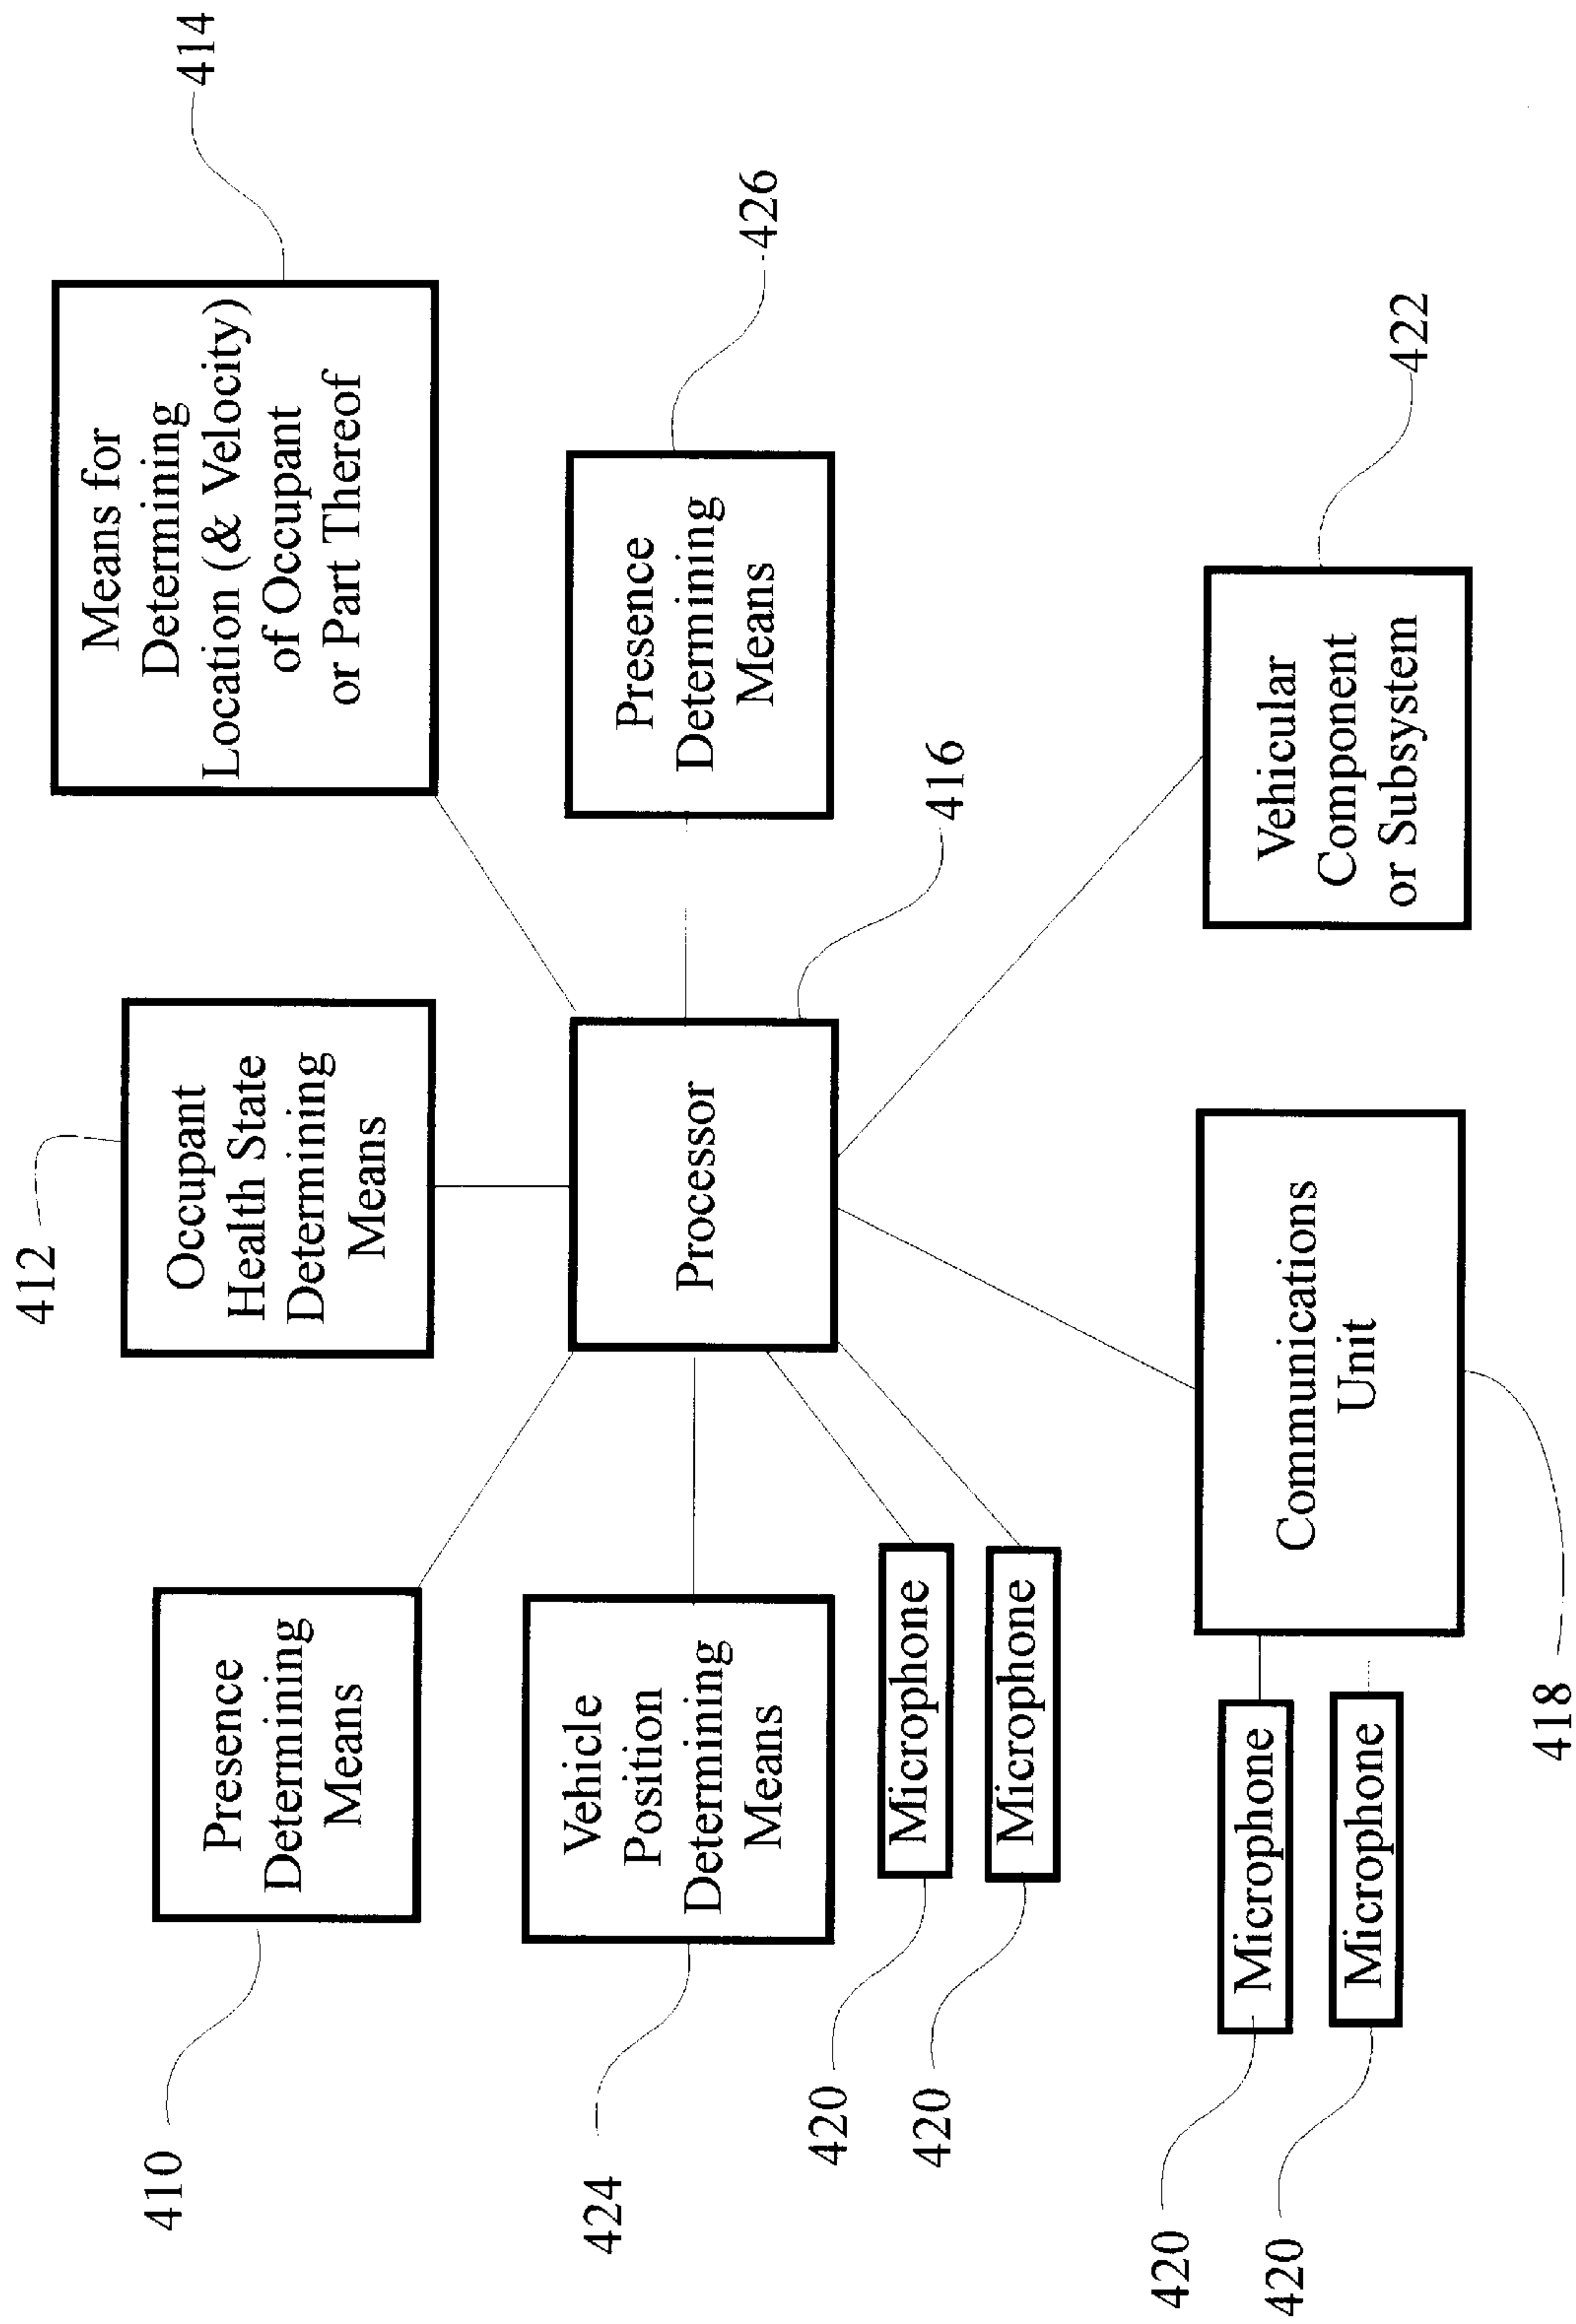 412
414
Presence
Determining
Means
410
Occupant
Health State
Determining
Means
Means for
Determining
Location (& Velocity)
of Occupant
or Part Thereof
Vehicle
Position
Determining
Means
424
Processor
416
Presence
Determining
Means
426
Microphone
420
Microphone
420
Microphone
420
Microphone
420
Communications
Unit
418
Vehicular
Component
or Subsystem
422